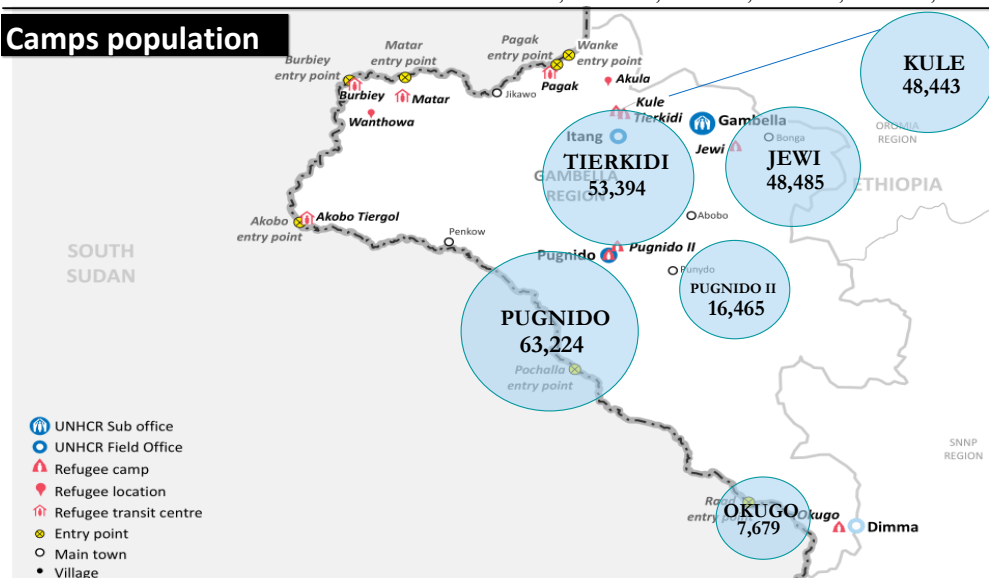 Camps population
Burbiey
entry point
Matar
entry point
Pagak
entry point
Wanke
entry point
Burbiey
Matar
Jikawo
Pagak
Akula
Wanthowa
Kule
Tierkidi
Gambella
Itang
Jewi
Bonga
OROMIA
REGION
KULE
48,443
TIERKIDI
53,394
GAMBELLA
REGION
JEWI
48,485
ETHIOPIA
Akobo
entry point
Akobo Tiergol
Abobo
Penkow
SOUTH
SUDAN
Pugnido
Pugnido II
Punydo
PUGNIDO II
16,465
PUGNIDO
63,224
Pochalla
entry point
SNNP
REGION
Raad
entry point
OKUGO
7,679
Okugo
Dimma
UNHCR Sub office
UNHCR Field Office
Refugee camp
Refugee location
Refugee transit centre
Entry point
Main town
Village